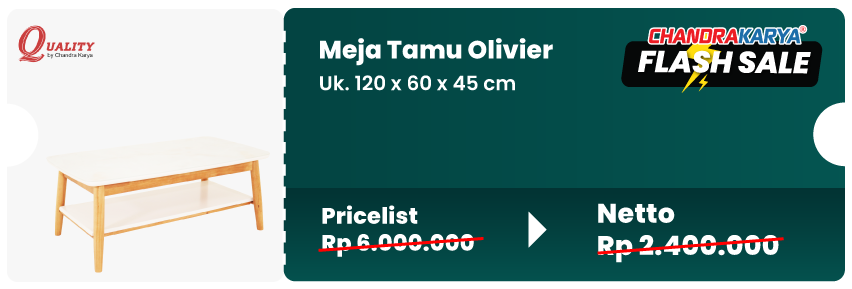 QUALITY
by Chandra Karya
Meja Tamu Olivier
Uk. 120 x 60 x 45 cm
CHANDRAKARYA®
FLASH SALE
Pricelist
Rp 6.000.000
Netto
Rp 2.400.000